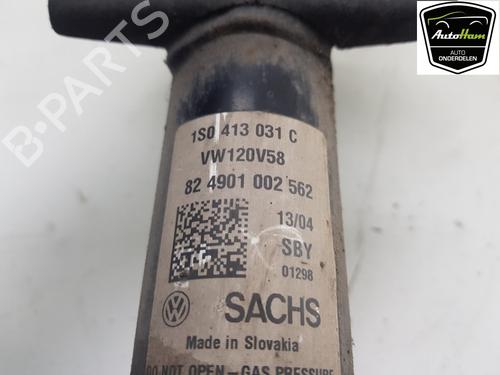 AutoHam
AUTO
ONDERDELEN
1S0 413 031 C
VW120V58
82 4901 002 562
13/04
SBY
01298
SACHS
Made in Slovakia
DO NOT OPEN - GAS PRESSURE
B-PARTS